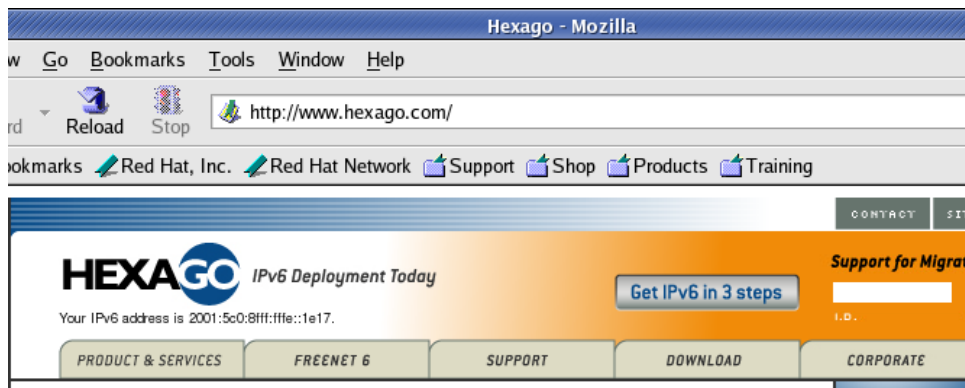 Hexago - Mozilla
w Go Bookmarks Tools Window Help
rd Reload Stop http://www.hexago.com/
ookmarks Red Hat, Inc. Red Hat Network Support Shop Products Training
CONTACT SIT
HEXAGO IPv6 Deployment Today Get IPv6 in 3 steps Support for Migrat
Your IPv6 address is 2001:5c0:8fff:fffe::1e17. I.D.
PRODUCT & SERVICES FREENET 6 SUPPORT DOWNLOAD CORPORATE